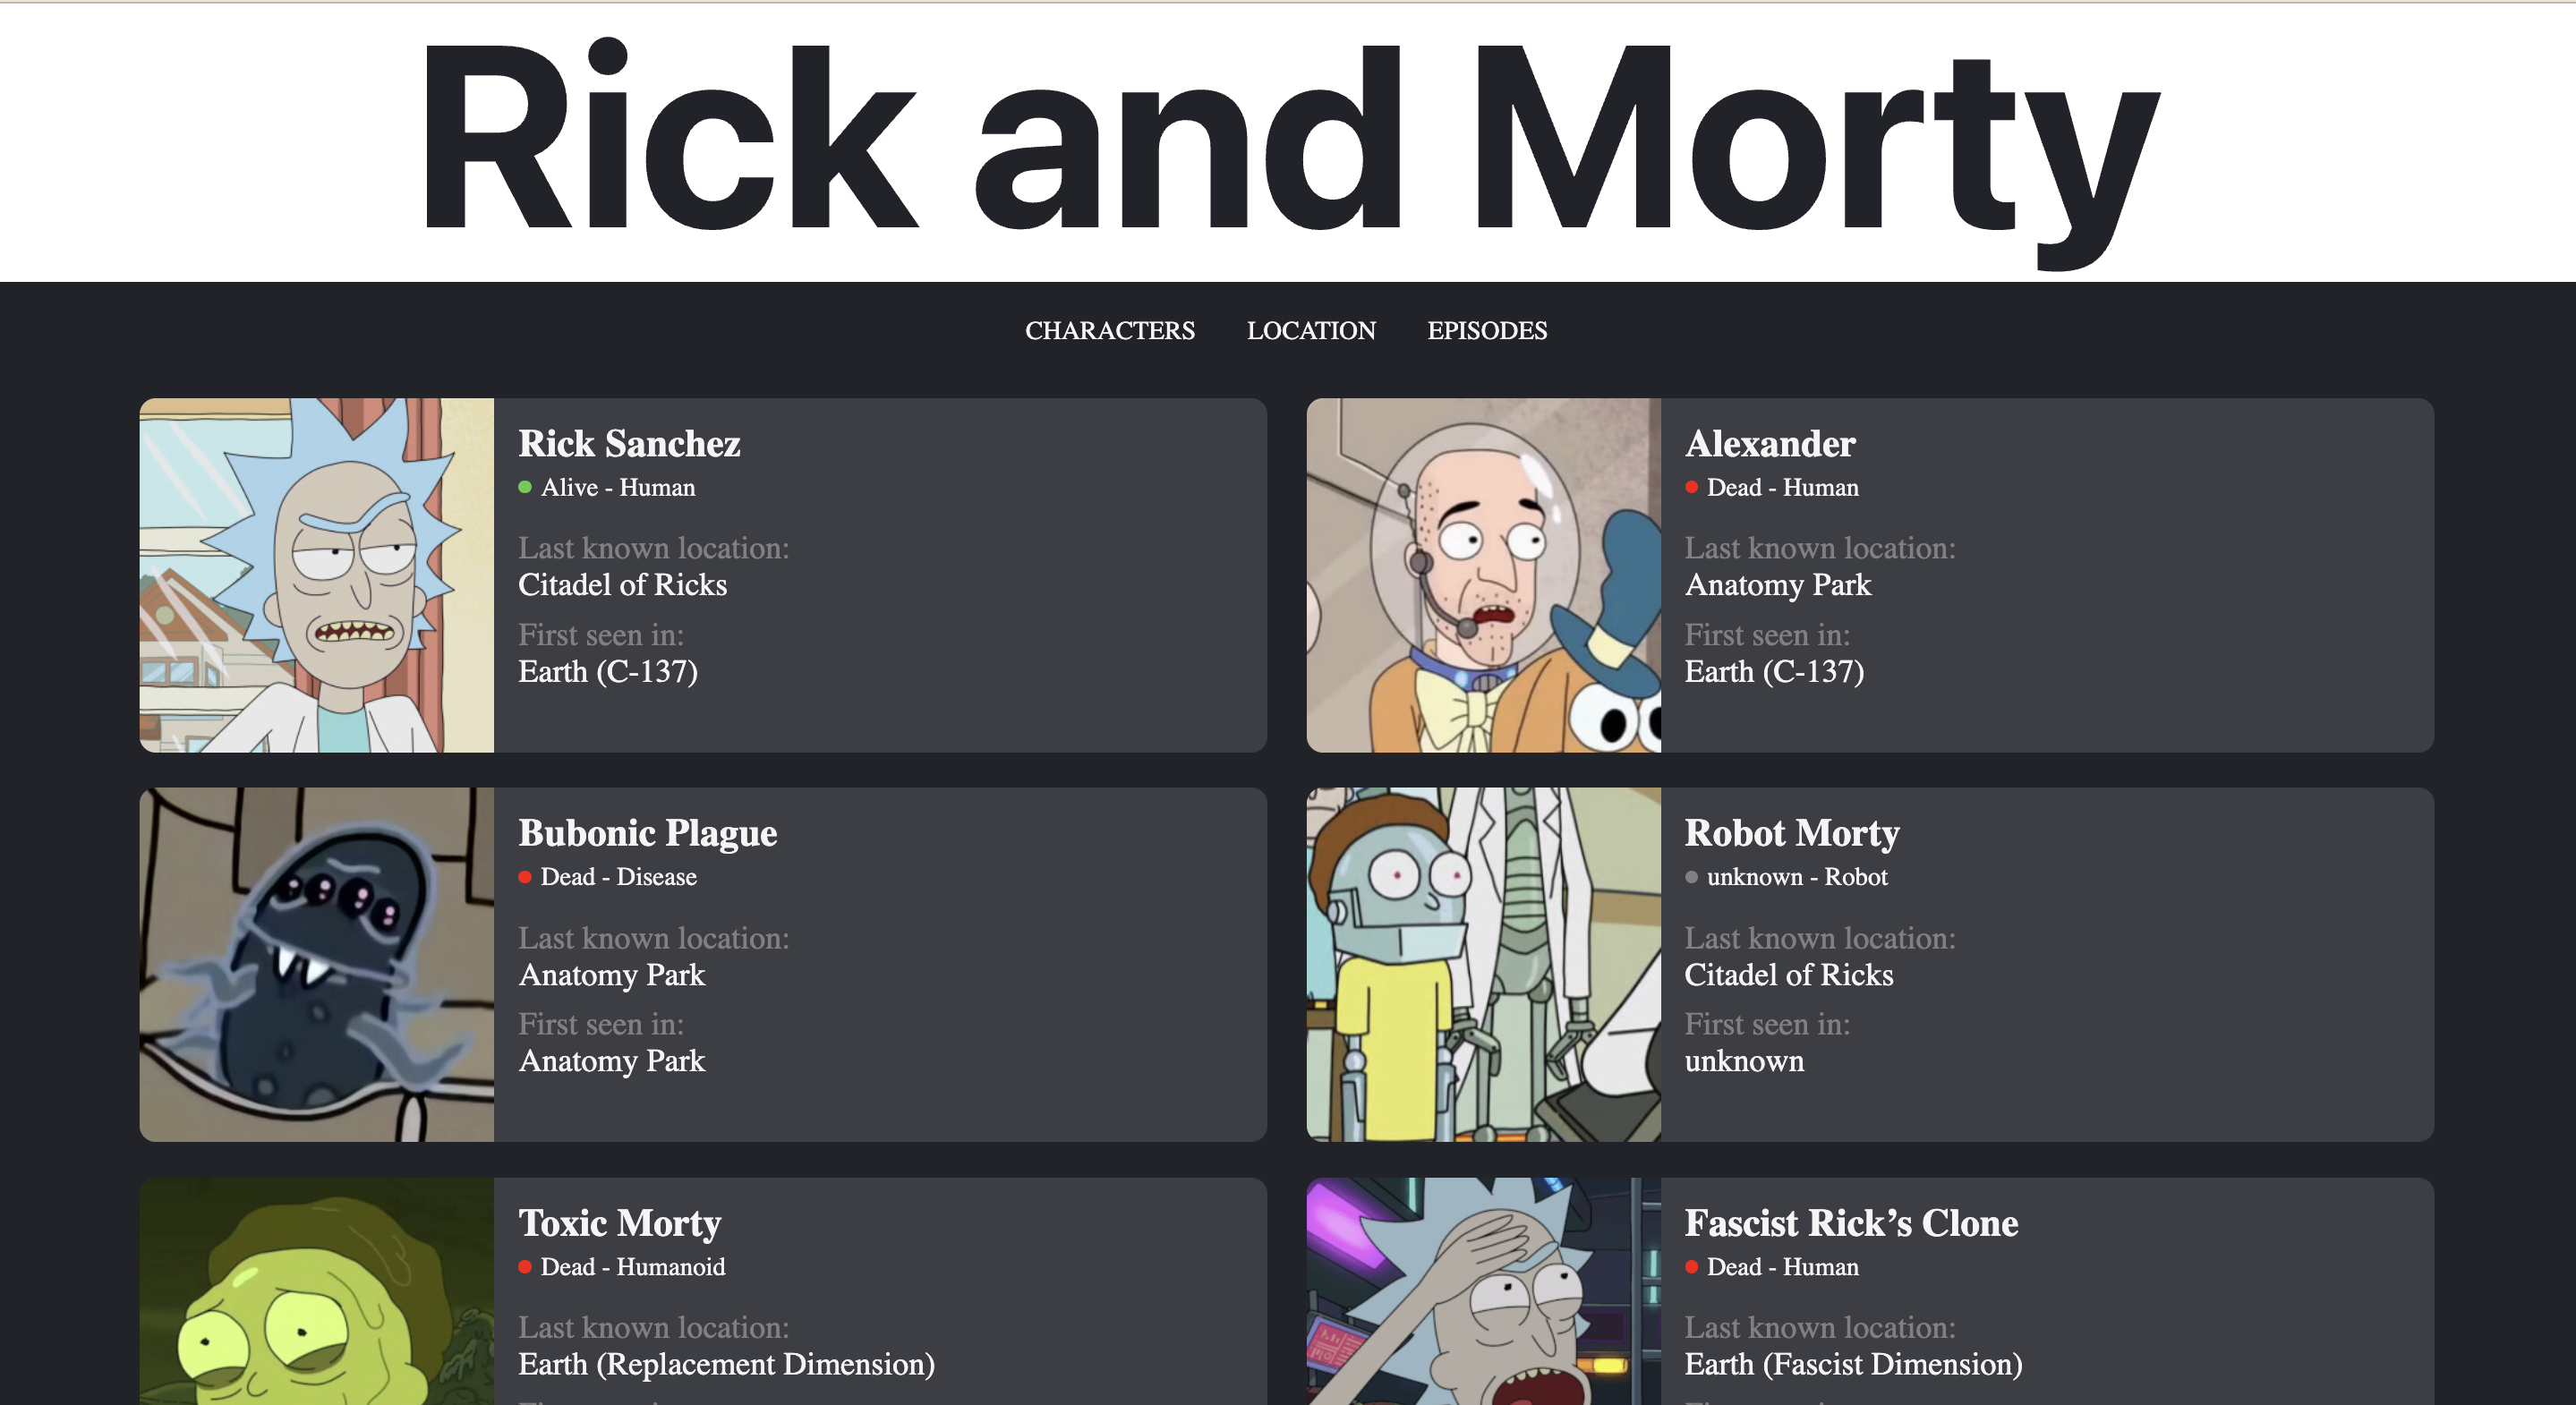 Rick and Morty
CHARACTERS LOCATION EPISODES
Rick Sanchez
Alive - Human
Last known location:
Citadel of Ricks
First seen in:
Earth (C-137)
Alexander
Dead - Human
Last known location:
Anatomy Park
First seen in:
Earth (C-137)
Bubonic Plague
Dead - Disease
Last known location:
Anatomy Park
First seen in:
Anatomy Park
Robot Morty
unknown - Robot
Last known location:
Citadel of Ricks
First seen in:
unknown
Toxic Morty
Dead - Humanoid
Last known location:
Earth (Replacement Dimension)
Fascist Rick’s Clone
Dead - Human
Last known location:
Earth (Fascist Dimension)